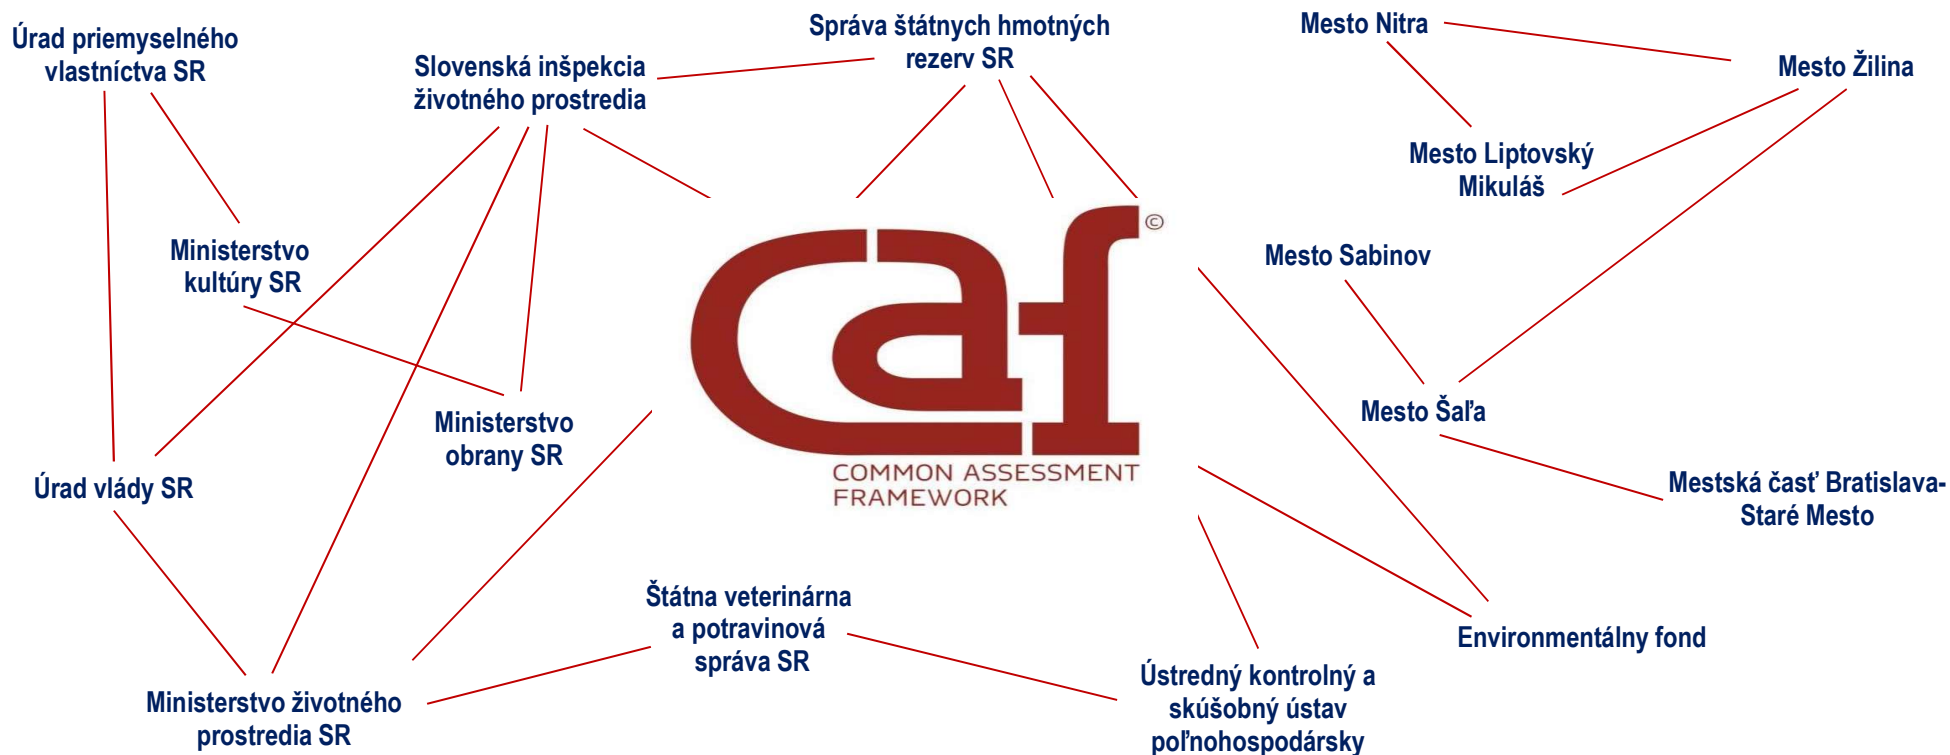 Úrad priemyselného
vlastníctva SR
Slovenská inšpekcia
životného prostredia
Správa štátnych hmotných
rezerv SR
Mesto Nitra
Mesto Žilina
Mesto Liptovský
Mikuláš
Ministerstvo
kultúry SR
caf ©
COMMON ASSESSMENT
FRAMEWORK
Mesto Sabinov
Ministerstvo
obrany SR
Mesto Šaľa
Úrad vlády SR
Mestská časť Bratislava-
Staré Mesto
Štátna veterinárna
a potravinová
správa SR
Environmentálny fond
Ministerstvo životného
prostredia SR
Ústredný kontrolný a
skúšobný ústav
poľnohospodársky